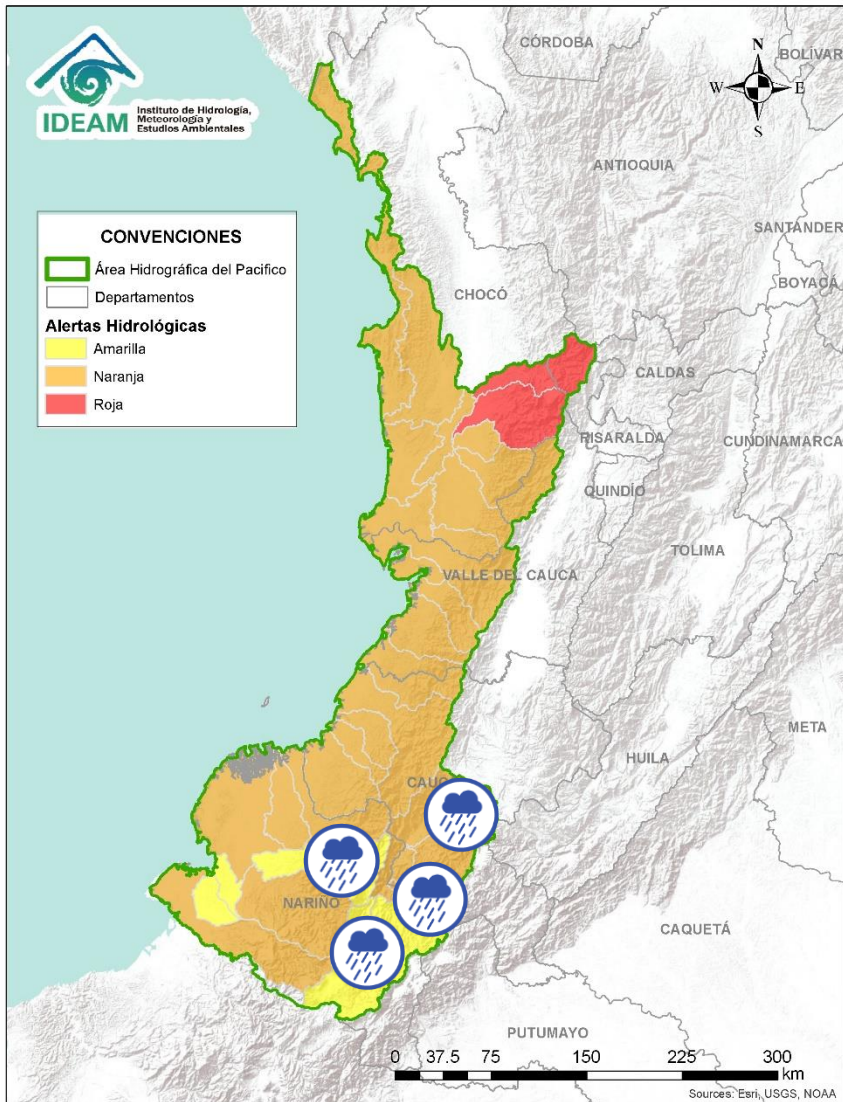 CÓRDOBA
BOLÍVAR
N
W E
S
IDEAM
Instituto de Hidrología,
Meteorología y
Estudios Ambientales
ANTIOQUIA
SANTANDER
BOYACÁ
CONVENCIONES
Área Hidrográfica del Pacifico
Departamentos
Alertas Hidrológicas
Amarilla
Naranja
Roja
CHOCÓ
CALDAS
RISARALDA
CUNDINAMARCA
QUINDÍO
TOLIMA
VALLE DEL CAUCA
META
HUILA
CAUC
NARIÑO
CAQUETÁ
PUTUMAYO
0 37.5 75 150 225 300
km
Sources: Esri, USGS, NOAA